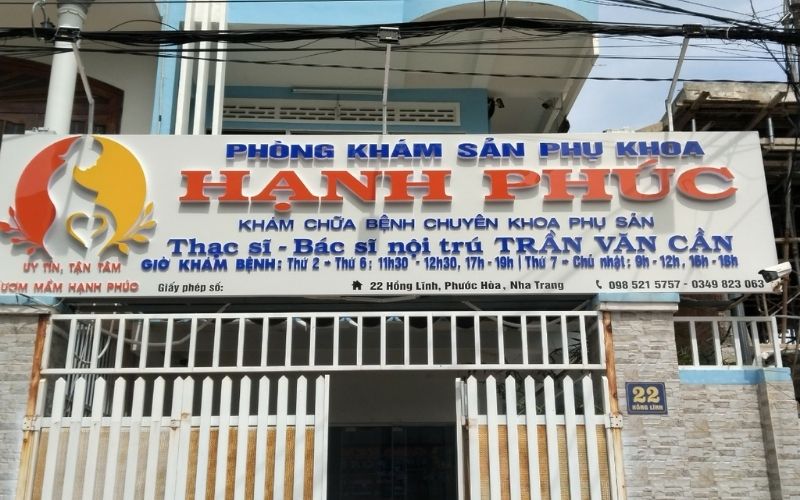 PHÒNG KHÁM SẢN PHỤ KHOA
HẠNH PHÚC
KHÁM CHỮA BỆNH CHUYÊN KHOA PHỤ SẢN
Thạc sĩ - Bác sĩ nội trú TRẦN VĂN CẦN
GIỜ KHÁM BỆNH: Thứ 2 - Thứ 6: 11h30 - 12h30, 17h - 19h | Thứ 7 - Chủ nhật: 9h - 12h, 16h - 18h
UY TÍN, TẬN TÂM
ƯƠM MẦM HẠNH PHÚC
Giấy phép số:
22 Hồng Lĩnh, Phước Hòa, Nha Trang
098 521 5757 - 0349 823 063
22
HỒNG LĨNH